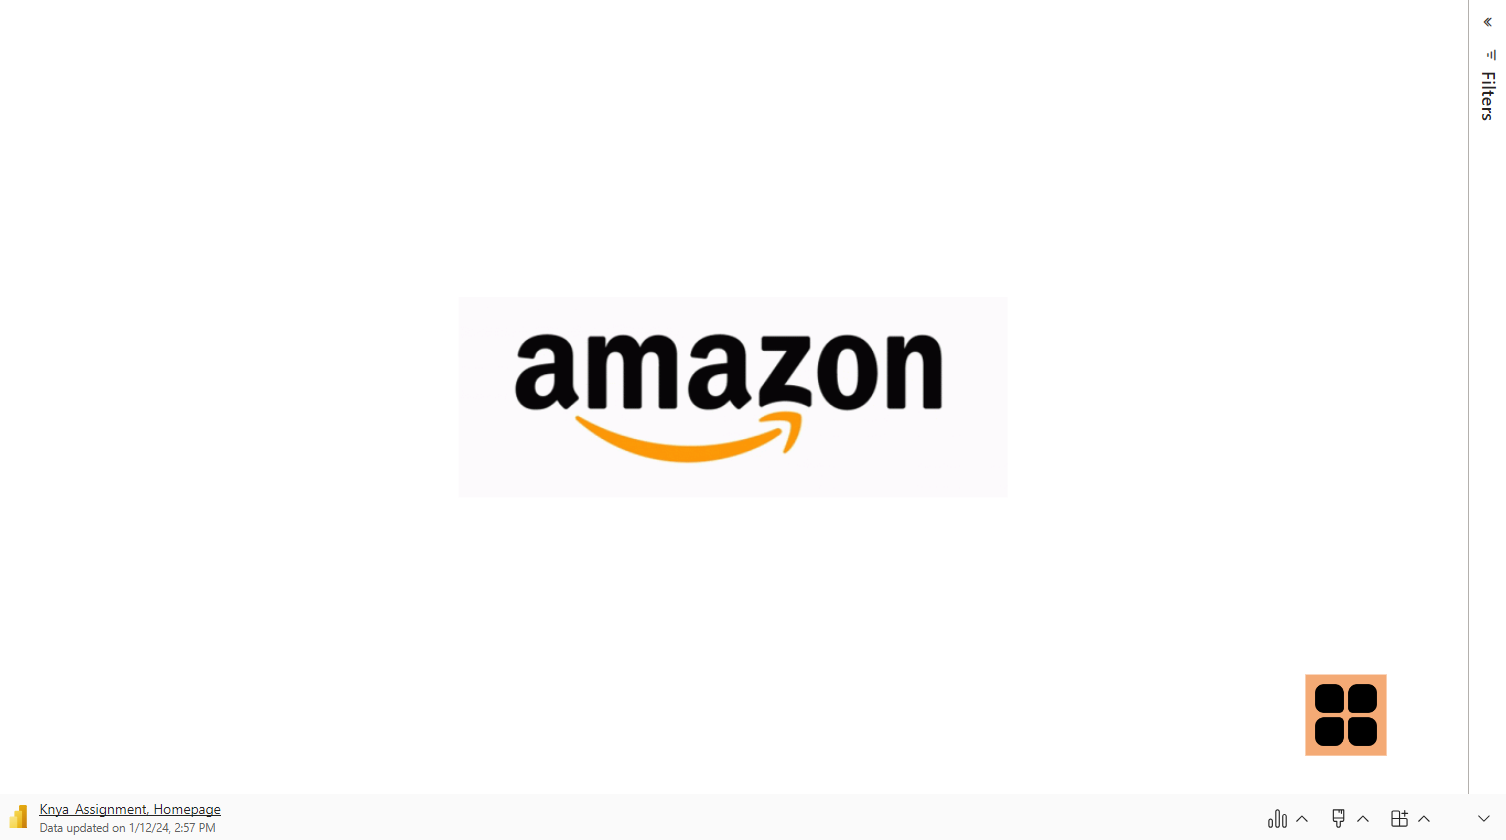 Filters
amazon
Knya_Assignment, Homepage
Data updated on 1/12/24, 2:57 PM